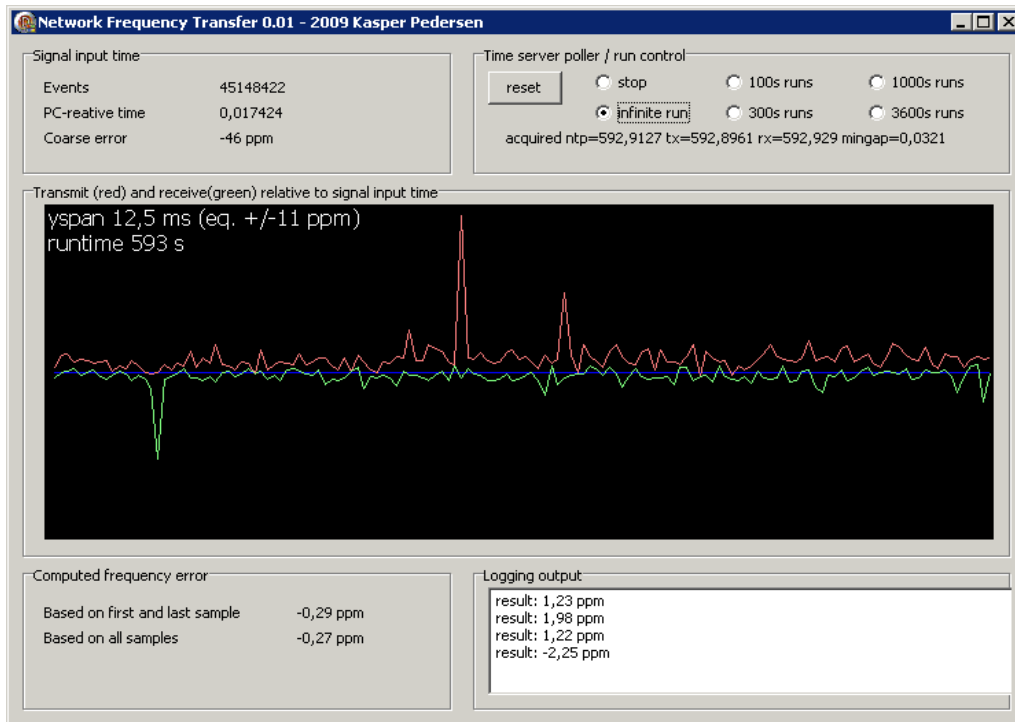 Network Frequency Transfer 0.01 - 2009 Kasper Pedersen
Signal input time
Events 45148422
PC-reative time 0,017424
Coarse error -46 ppm
Time server poller / run control
reset
stop 100s runs 1000s runs
infinite run 300s runs 3600s runs
acquired ntp=592,9127 tx=592,8961 rx=592,929 mingap=0,0321
Transmit (red) and receive(green) relative to signal input time
yspan 12,5 ms (eq. +/-11 ppm)
runtime 593 s
Computed frequency error
Based on first and last sample -0,29 ppm
Based on all samples -0,27 ppm
Logging output
result: 1,23 ppm
result: 1,98 ppm
result: 1,22 ppm
result: -2,25 ppm